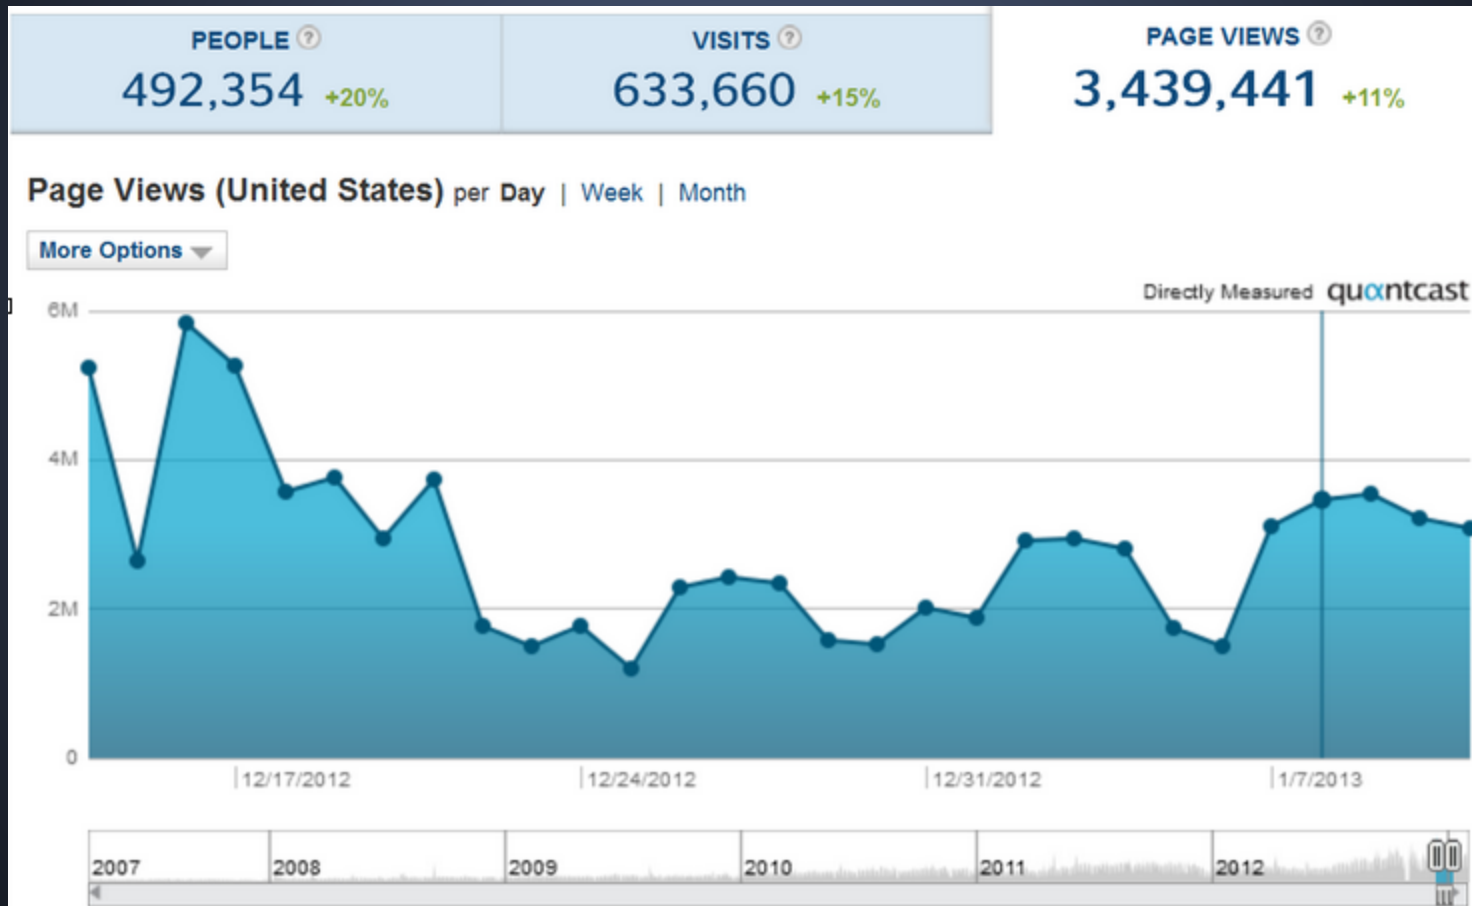 PEOPLE ?
492,354 +20%
VISITS ?
633,660 +15%
PAGE VIEWS ?
3,439,441 +11%
Page Views (United States) per Day | Week | Month
More Options
Directly Measured quantcast
6M
4M
2M
0
12/17/2012
12/24/2012
12/31/2012
1/7/2013
2007 2008 2009 2010 2011 2012